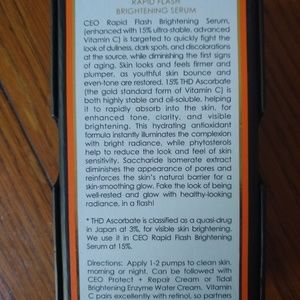 RAPID FLASH
BRIGHTENING SERUM
CEO Rapid Flash Brightening Serum,
(enhanced with 15% ultra-stable, advanced
Vitamin C) is targeted to quickly fight the
look of dullness, dark spots, and discolorations
at the source, while diminishing the first signs
of aging. Skin looks and feels firmer and
plumper, as youthful skin bounce and
even-tone are restored. 15% THD Ascorbate
(the gold standard form of Vitamin C) is
both highly stable and oil-soluble, helping
it to rapidly absorb into the skin, for
enhanced tone, clarity, and visible
brightening. This hydrating antioxidant
formula instantly illuminates the complexion
with bright radiance, while phytosterols
help to reduce the look and feel of skin
sensitivity. Saccharide Isomerate extract
diminishes the appearance of pores and
reinforces the skin's natural barrier for a
skin-smoothing glow. Fake the look of being
well-rested and glow with healthy-looking
radiance, in a flash!
* THD Ascorbate is classified as a quasi-drug
in Japan at 3%, for visible skin brightening.
We use it in CEO Rapid Flash Brightening
Serum at 15%.
Directions: Apply 1-2 pumps to clean skin,
morning or night. Can be followed with
CEO Protect + Repair Cream or Tidal
Brightening Enzyme Water Cream. Vitamin
C pairs excellently with retinol, so partners